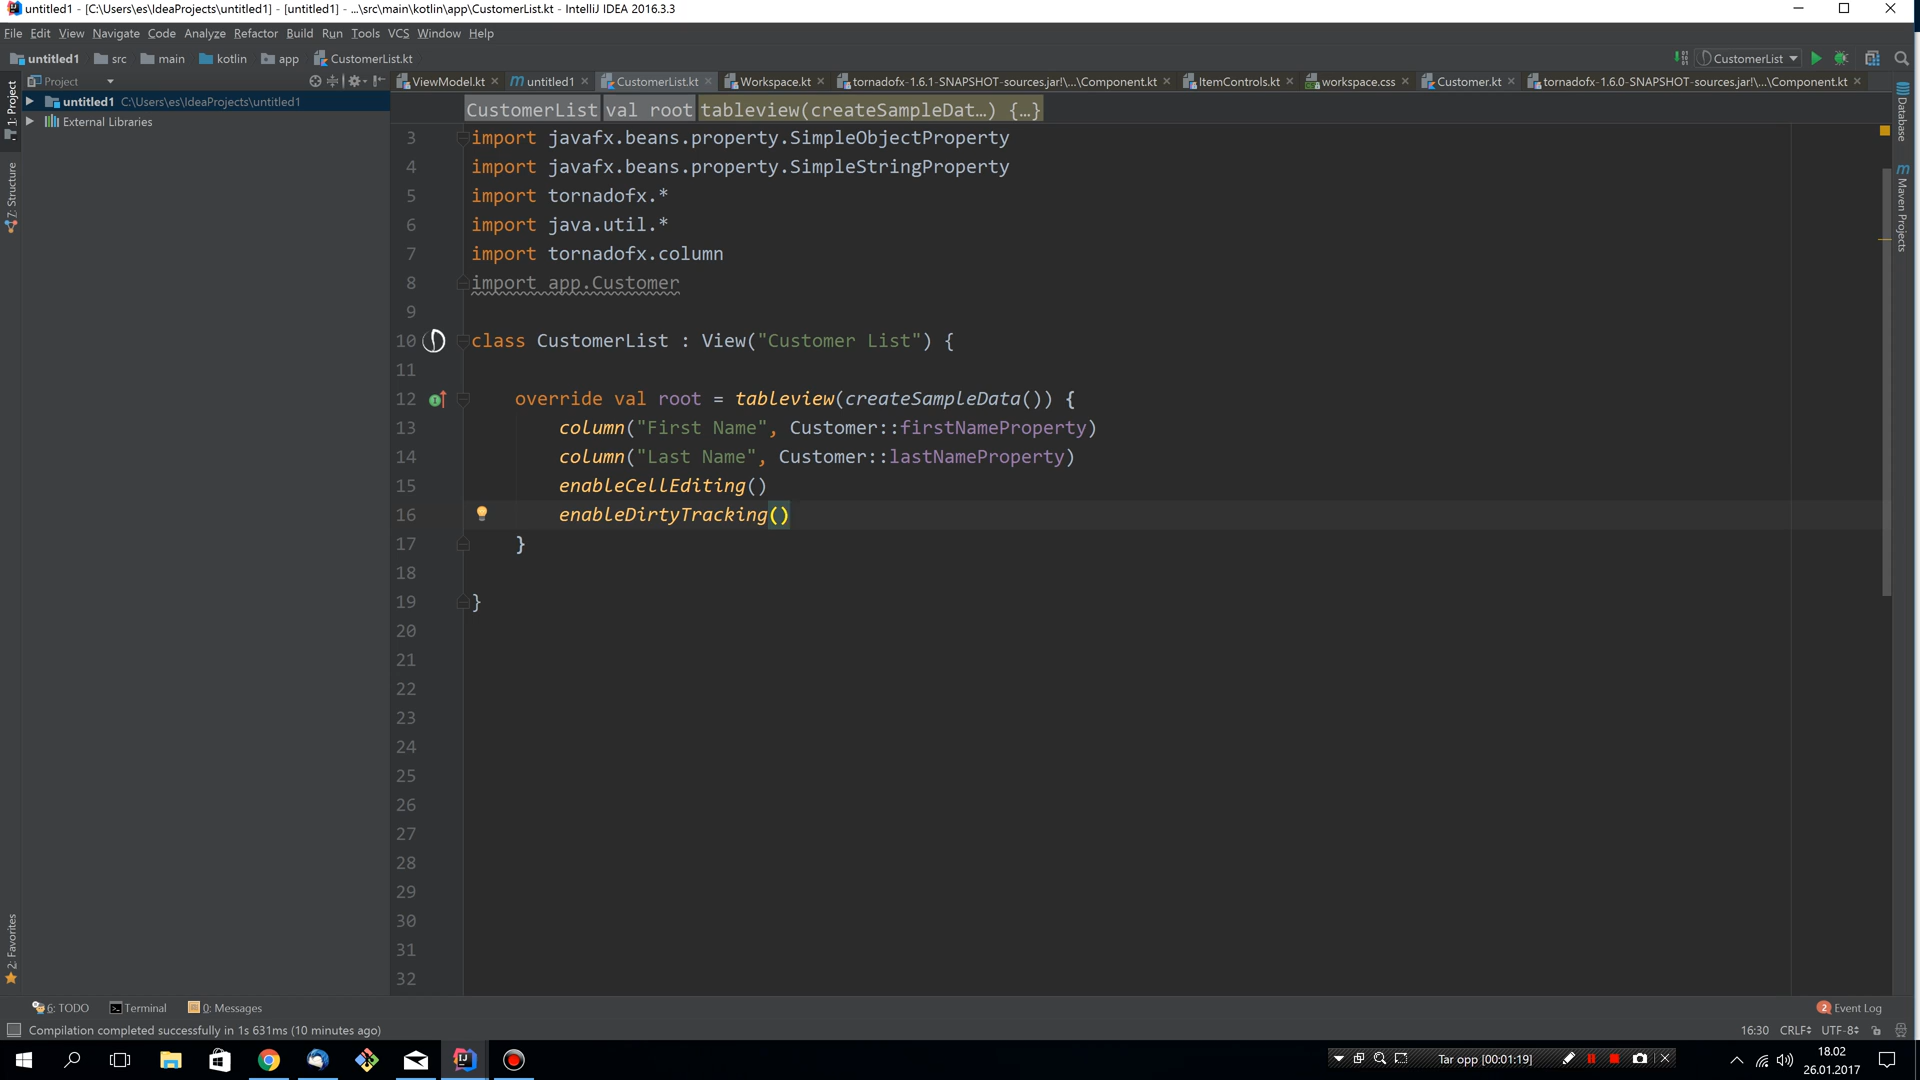 untitled1 - [C:\Users\es\IdeaProjects\untitled1] - [untitled1] - ...\src\main\kotlin\app\CustomerList.kt - IntelliJ IDEA 2016.3.3
File Edit View Navigate Code Analyze Refactor Build Run Tools VCS Window Help
untitled1 src main kotlin app CustomerList.kt CustomerList
Project ViewModel.kt untitled1 CustomerList.kt Workspace.kt tornadofx-1.6.1-SNAPSHOT-sources.jar!\...\Component.kt ItemControls.kt workspace.css Customer.kt tornadofx-1.6.0-SNAPSHOT-sources.jar!\...\Component.kt
untitled1 C:\Users\es\IdeaProjects\untitled1
External Libraries
1: Project
7: Structure
2: Favorites
Database
Maven Projects
CustomerList val root tableview(createSampleDat…) {…}
3 import javafx.beans.property.SimpleObjectProperty
4 import javafx.beans.property.SimpleStringProperty
5 import tornadofx.*
6 import java.util.*
7 import tornadofx.column
8 import app.Customer
9
10 class CustomerList : View("Customer List") {
11
12 override val root = tableview(createSampleData()) {
13 column("First Name", Customer::firstNameProperty)
14 column("Last Name", Customer::lastNameProperty)
15 enableCellEditing()
16 enableDirtyTracking()
17 }
18
19 }
20
21
22
23
24
25
26
27
28
29
30
31
32
6: TODO Terminal 0: Messages 2 Event Log
Compilation completed successfully in 1s 631ms (10 minutes ago) 16:30 CRLF UTF-8
Tar opp [00:01:19]
18.02
26.01.2017